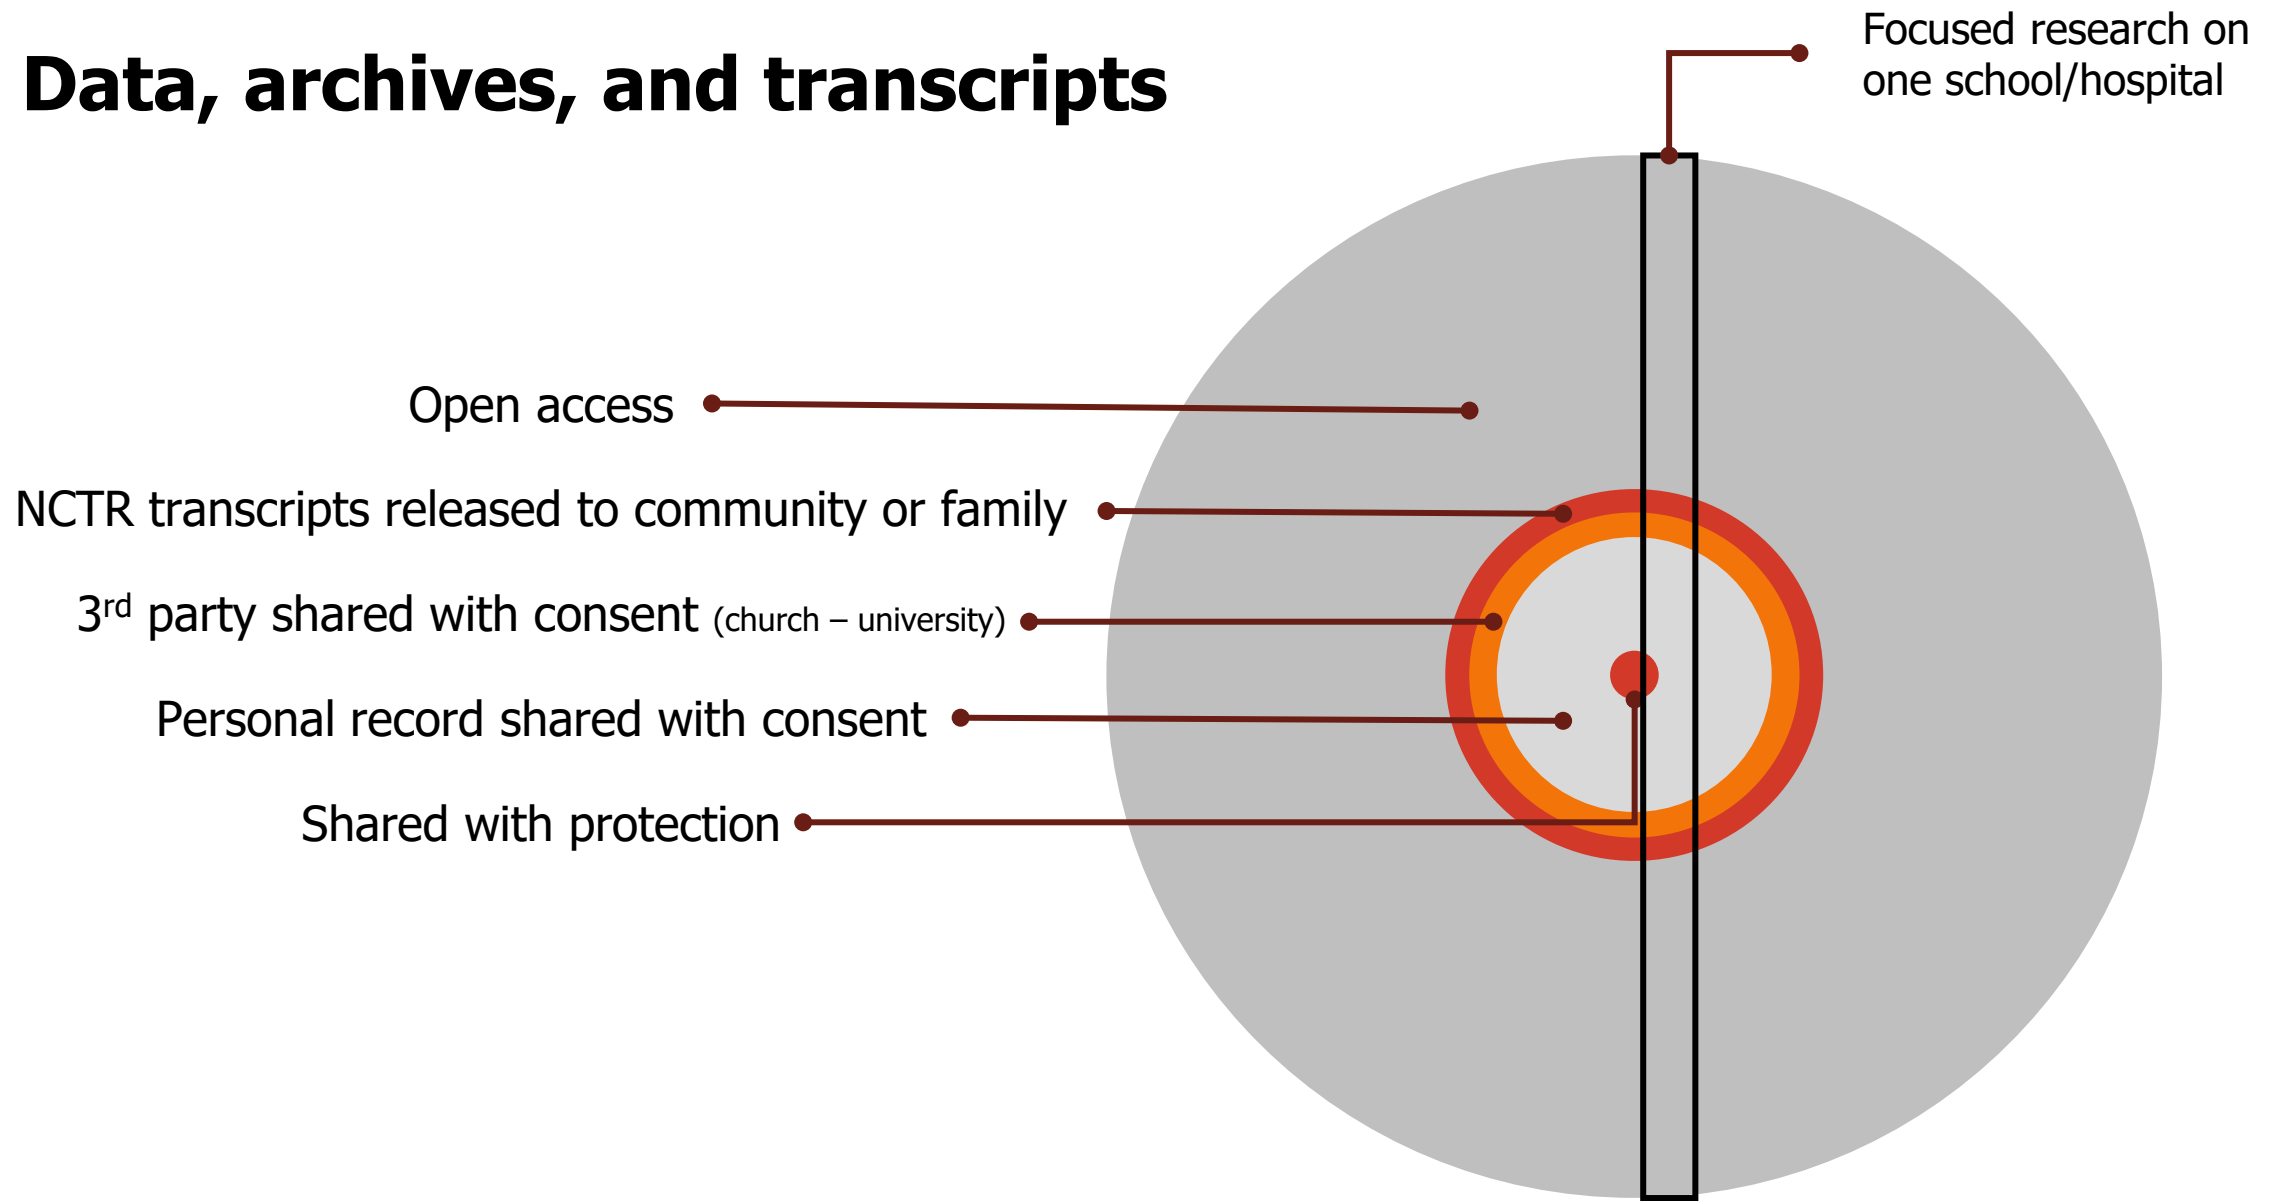 Data, archives, and transcripts
Focused research on
one school/hospital
Open access
NCTR transcripts released to community or family
3rd party shared with consent (church – university)
Personal record shared with consent
Shared with protection